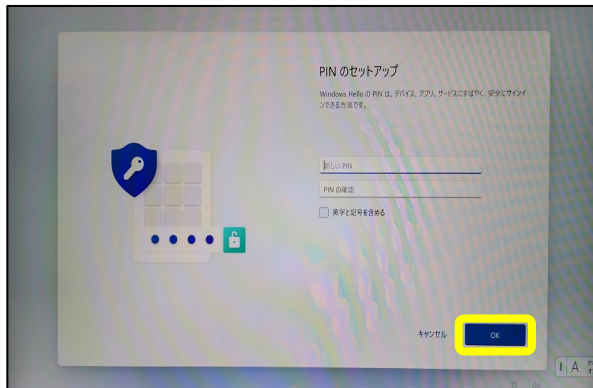 PIN のセットアップ
Windows Hello の PIN は、デバイス、アプリ、サービスにすばやく、安全にサインイ
ンできる方法です。
新しい PIN
PIN の確認
英字と記号を含める
キャンセル
OK
A